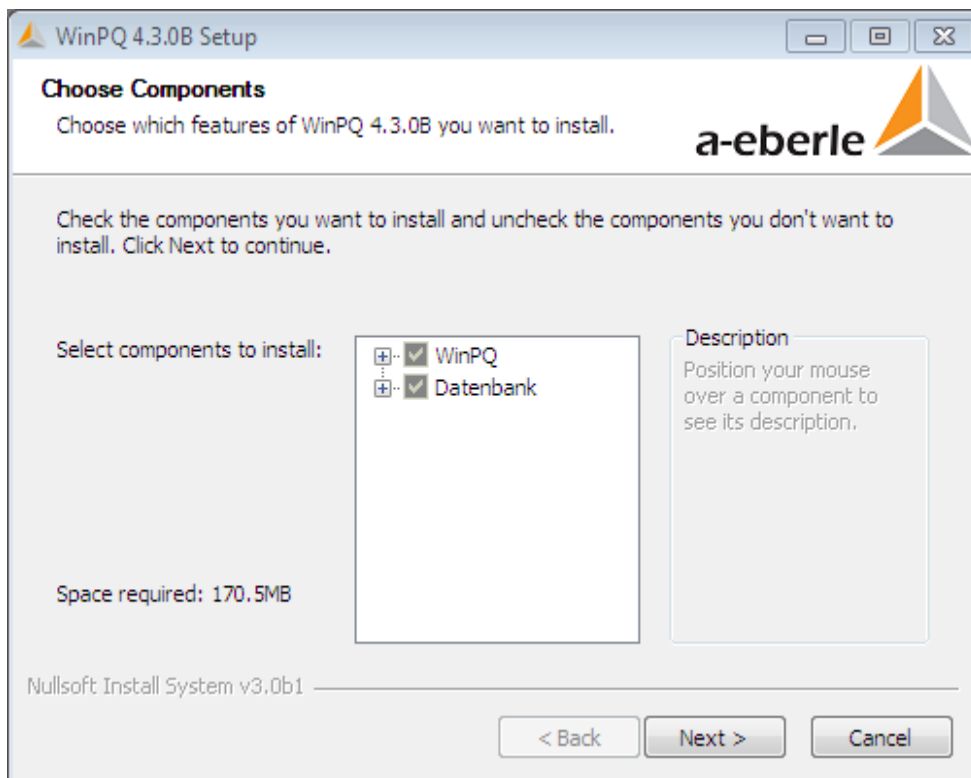 WinPQ 4.3.0B Setup
Choose Components
Choose which features of WinPQ 4.3.0B you want to install.
a-eberle
Check the components you want to install and uncheck the components you don't want to
install. Click Next to continue.
Select components to install:
WinPQ
Datenbank
Description
Position your mouse
over a component to
see its description.
Space required: 170.5MB
Nullsoft Install System v3.0b1
< Back
Next >
Cancel